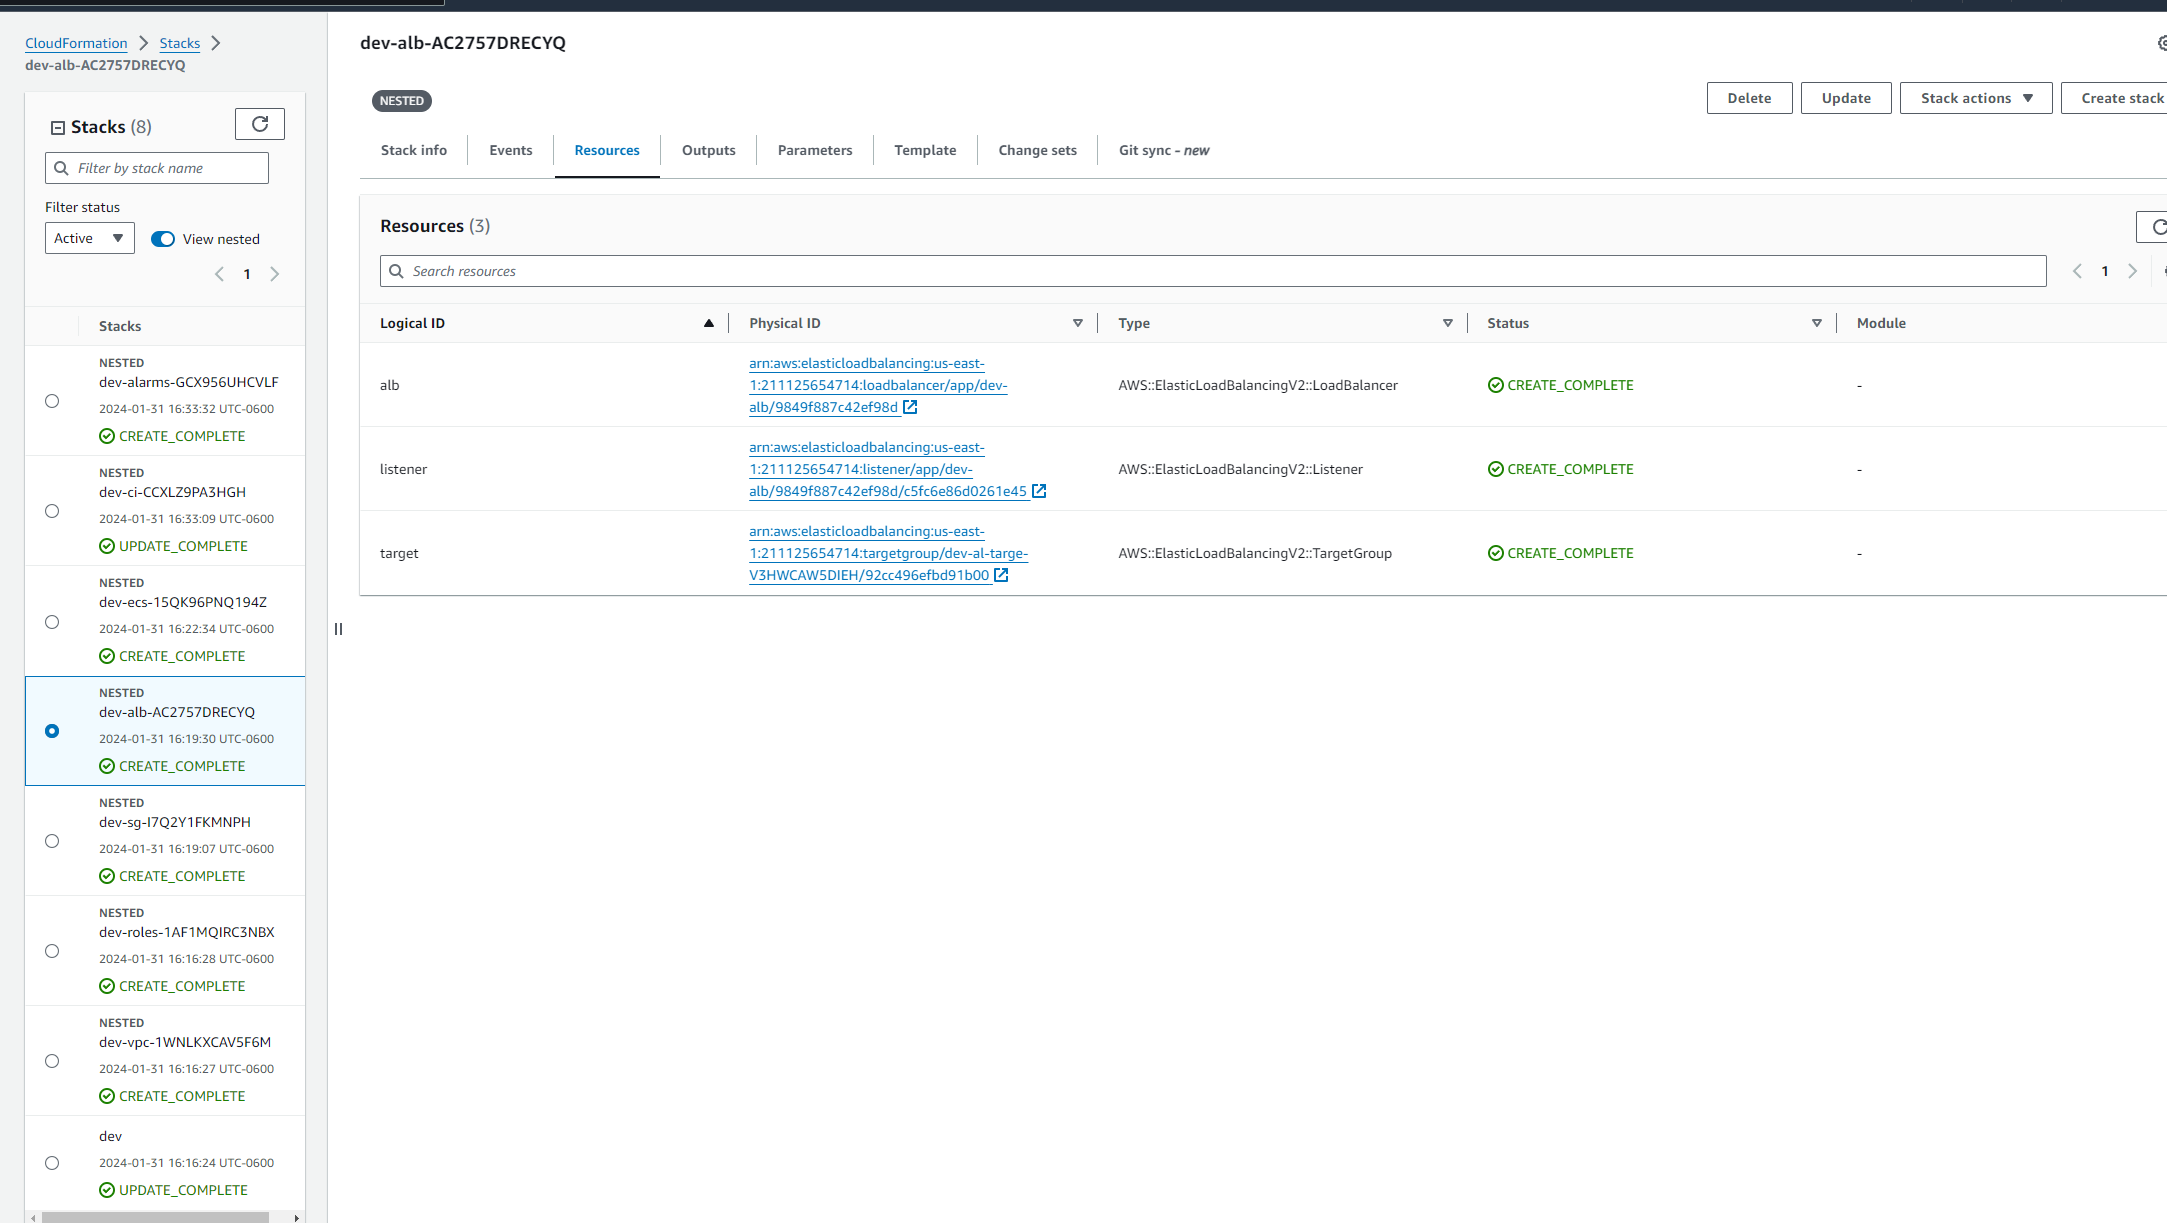 CloudFormation
Stacks
dev-alb-AC2757DRECYQ
Stacks (8)
Filter by stack name
Filter status
Active
View nested
1
Stacks
NESTED
dev-alarms-GCX956UHCVLF
2024-01-31 16:33:32 UTC-0600
CREATE_COMPLETE
NESTED
dev-ci-CCXLZ9PA3HGH
2024-01-31 16:33:09 UTC-0600
UPDATE_COMPLETE
NESTED
dev-ecs-15QK96PNQ194Z
2024-01-31 16:22:34 UTC-0600
CREATE_COMPLETE
NESTED
dev-alb-AC2757DRECYQ
2024-01-31 16:19:30 UTC-0600
CREATE_COMPLETE
NESTED
dev-sg-I7Q2Y1FKMNPH
2024-01-31 16:19:07 UTC-0600
CREATE_COMPLETE
NESTED
dev-roles-1AF1MQIRC3NBX
2024-01-31 16:16:28 UTC-0600
CREATE_COMPLETE
NESTED
dev-vpc-1WNLKXCAV5F6M
2024-01-31 16:16:27 UTC-0600
CREATE_COMPLETE
dev
2024-01-31 16:16:24 UTC-0600
UPDATE_COMPLETE
dev-alb-AC2757DRECYQ
NESTED
Delete
Update
Stack actions
Create stack
Stack info
Events
Resources
Outputs
Parameters
Template
Change sets
Git sync - new
Resources (3)
Search resources
1
Logical ID
Physical ID
Type
Status
Module
alb
arn:aws:elasticloadbalancing:us-east-
1:211125654714:loadbalancer/app/dev-
alb/9849f887c42ef98d
AWS::ElasticLoadBalancingV2::LoadBalancer
CREATE_COMPLETE
-
listener
arn:aws:elasticloadbalancing:us-east-
1:211125654714:listener/app/dev-
alb/9849f887c42ef98d/c5fc6e86d0261e45
AWS::ElasticLoadBalancingV2::Listener
CREATE_COMPLETE
-
target
arn:aws:elasticloadbalancing:us-east-
1:211125654714:targetgroup/dev-al-targe-
V3HWCAW5DIEH/92cc496efbd91b00
AWS::ElasticLoadBalancingV2::TargetGroup
CREATE_COMPLETE
-